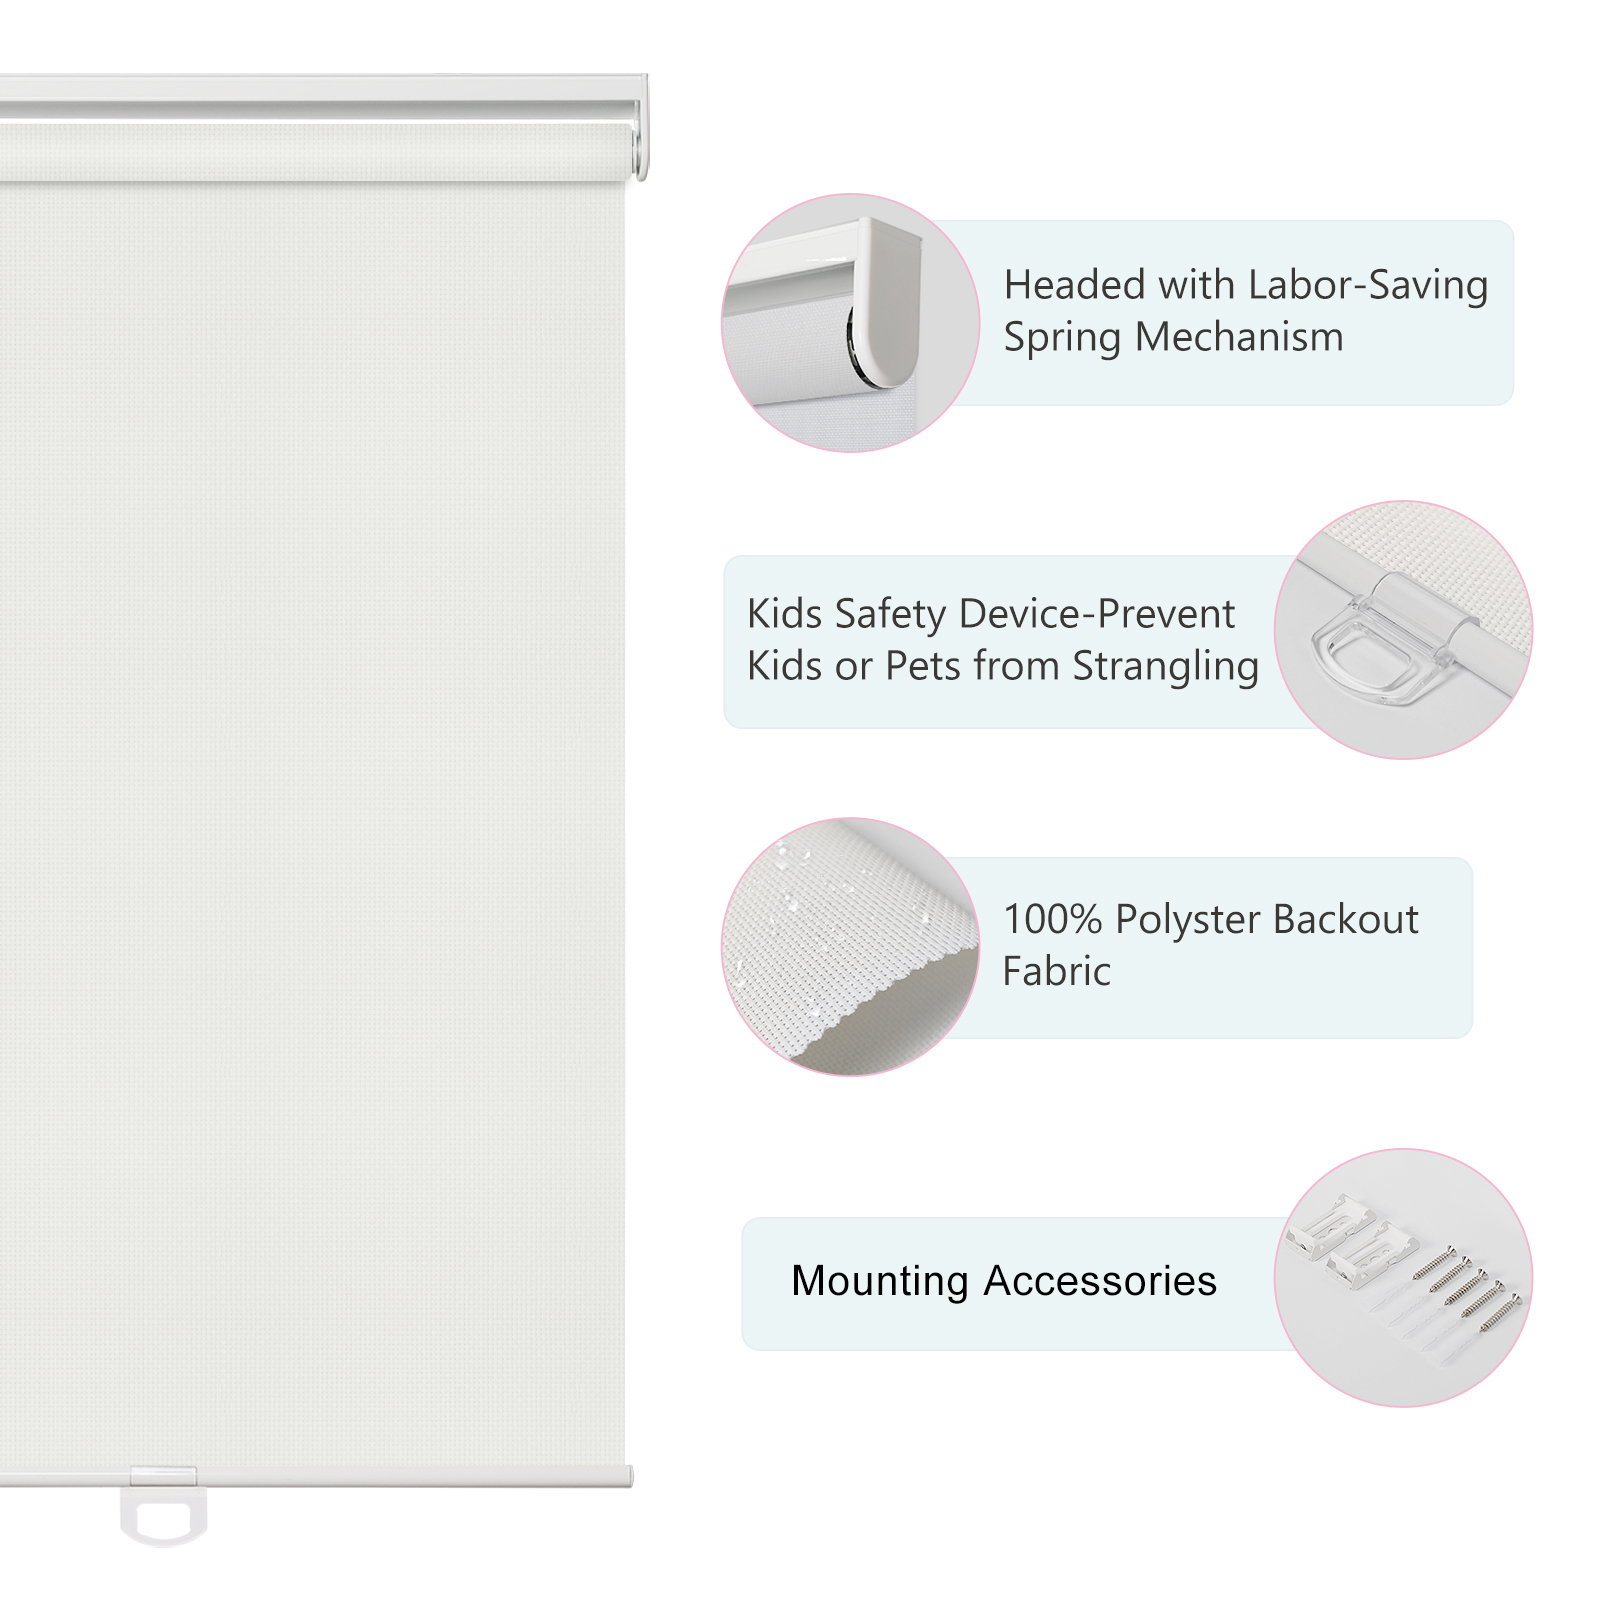 Headed with Labor-Saving
Spring Mechanism
Kids Safety Device-Prevent
Kids or Pets from Strangling
100% Polyster Backout
Fabric
Mounting Accessories